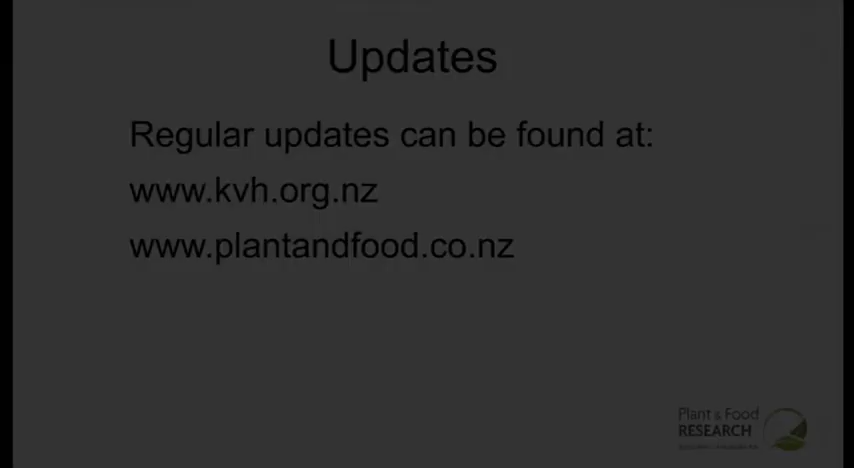 Updates
Regular updates can be found at:
www.kvh.org.nz
www.plantandfood.co.nz
Plant & Food
RESEARCH